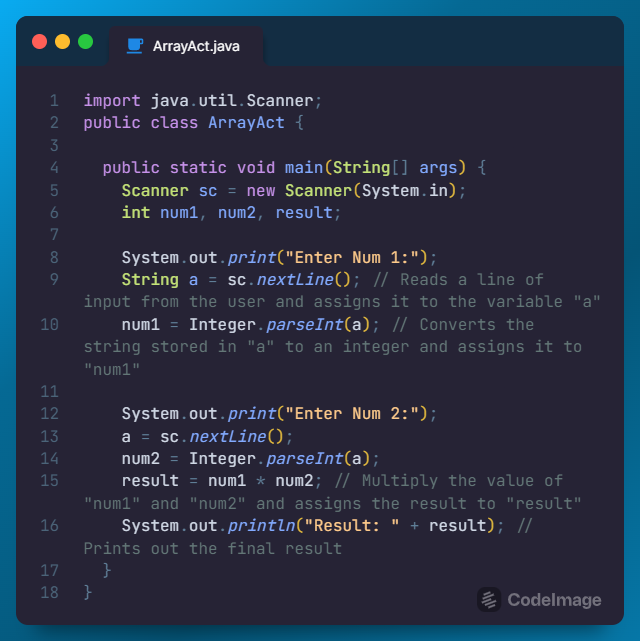 ArrayAct.java
1 import java.util.Scanner;
2 public class ArrayAct {
3
4 public static void main(String[] args) {
5 Scanner sc = new Scanner(System.in);
6 int num1, num2, result;
7
8 System.out.print("Enter Num 1:");
9 String a = sc.nextLine(); // Reads a line of
input from the user and assigns it to the variable "a"
10 num1 = Integer.parseInt(a); // Converts the
string stored in "a" to an integer and assigns it to
"num1"
11
12 System.out.print("Enter Num 2:");
13 a = sc.nextLine();
14 num2 = Integer.parseInt(a);
15 result = num1 * num2; // Multiply the value of
"num1" and "num2" and assigns the result to "result"
16 System.out.println("Result: " + result); //
Prints out the final result
17 }
18 }
CodeImage